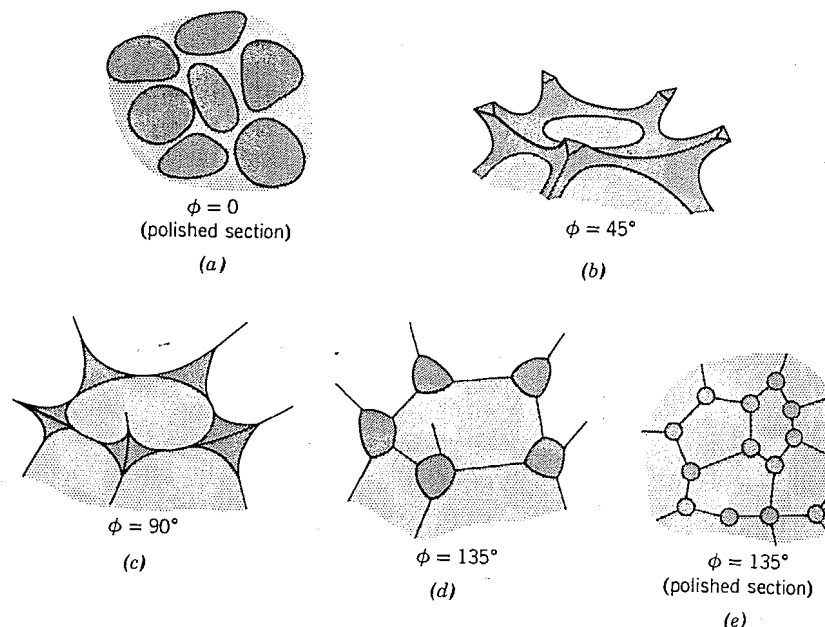 ϕ = 0
(polished section)
(a)
ϕ = 45°
(b)
ϕ = 90°
(c)
ϕ = 135°
(d)
ϕ = 135°
(polished section)
(e)